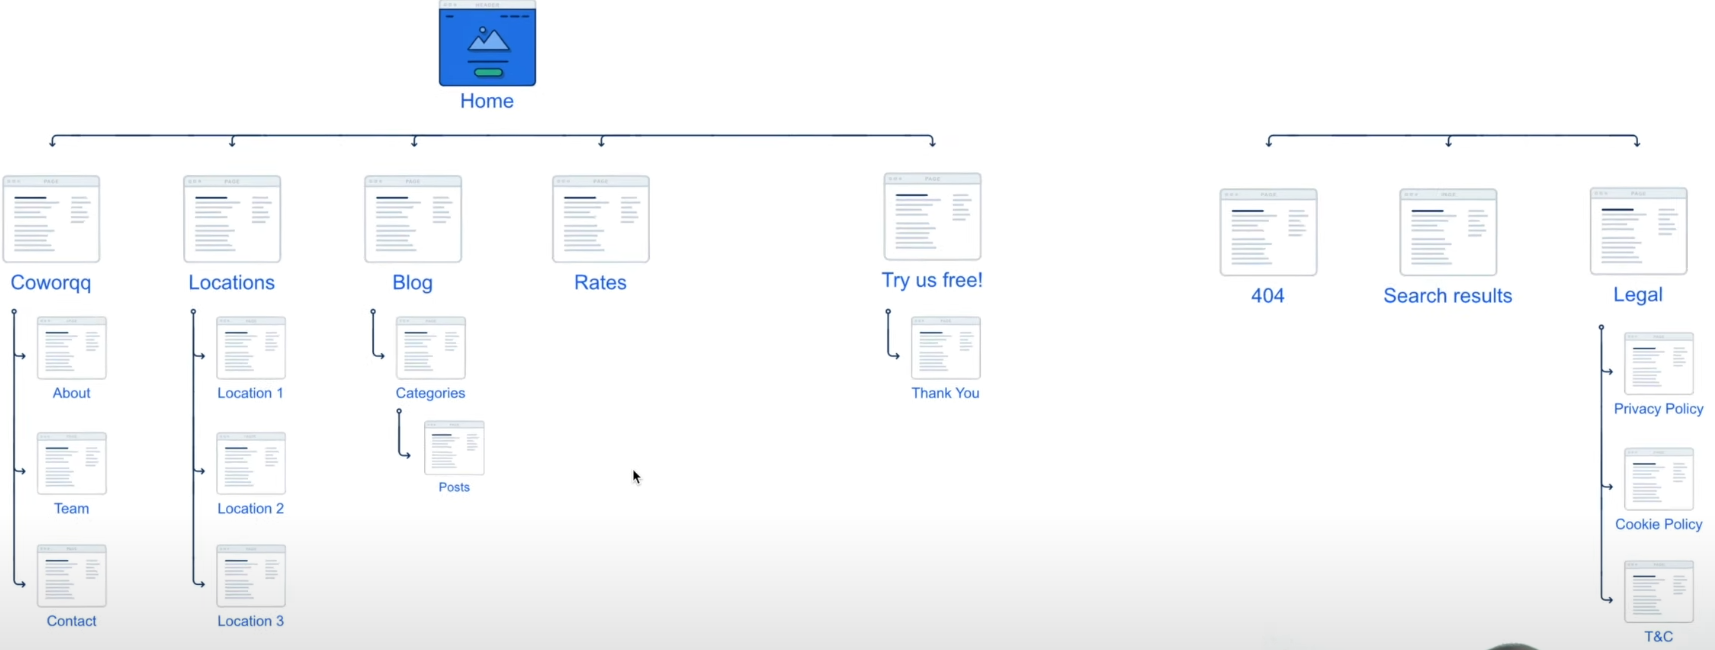 Home
Coworqq
Locations
Blog
Rates
Try us free!
404
Search results
Legal
About
Location 1
Categories
Thank You
Privacy Policy
Posts
Team
Location 2
Cookie Policy
Contact
Location 3
T&C